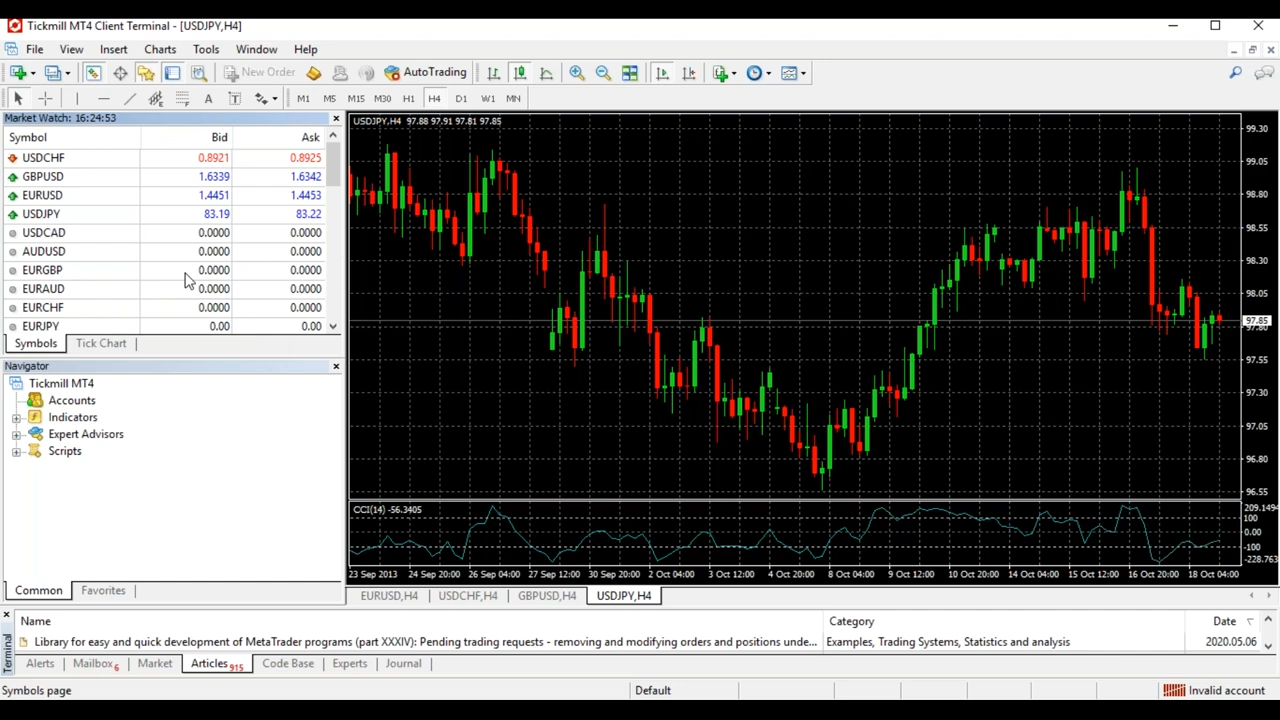 Tickmill MT4 Client Terminal - [USDJPY,H4]
File View Insert Charts Tools Window Help
New Order AutoTrading
A T M1 M5 M15 M30 H1 H4 D1 W1 MN
Market Watch: 16:24:53
Symbol Bid Ask
USDCHF 0.8921 0.8925
GBPUSD 1.6339 1.6342
EURUSD 1.4451 1.4453
USDJPY 83.19 83.22
USDCAD 0.0000 0.0000
AUDUSD 0.0000 0.0000
EURGBP 0.0000 0.0000
EURAUD 0.0000 0.0000
EURCHF 0.0000 0.0000
EURJPY 0.00 0.00
Symbols Tick Chart
Navigator
Tickmill MT4
Accounts
Indicators
Expert Advisors
Scripts
Common Favorites
USDJPY,H4 97.88 97.91 97.81 97.85
99.30
99.05
98.80
98.55
98.30
98.05
97.85
97.80
97.55
97.30
97.05
96.80
96.55
CCI(14) -56.3405
209.1494
100
0.00
-100
-228.763
23 Sep 2013 24 Sep 20:00 26 Sep 04:00 27 Sep 12:00 30 Sep 20:00 2 Oct 04:00 3 Oct 12:00 4 Oct 20:00 8 Oct 04:00 9 Oct 12:00 10 Oct 20:00 14 Oct 04:00 15 Oct 12:00 16 Oct 20:00 18 Oct 04:00
EURUSD,H4 USDCHF,H4 GBPUSD,H4 USDJPY,H4
Terminal
Name Category Date
Library for easy and quick development of MetaTrader programs (part XXXIV): Pending trading requests - removing and modifying orders and positions unde... Examples, Trading Systems, Statistics and analysis 2020.05.06
Alerts Mailbox 6 Market Articles 915 Code Base Experts Journal
Symbols page Default Invalid account